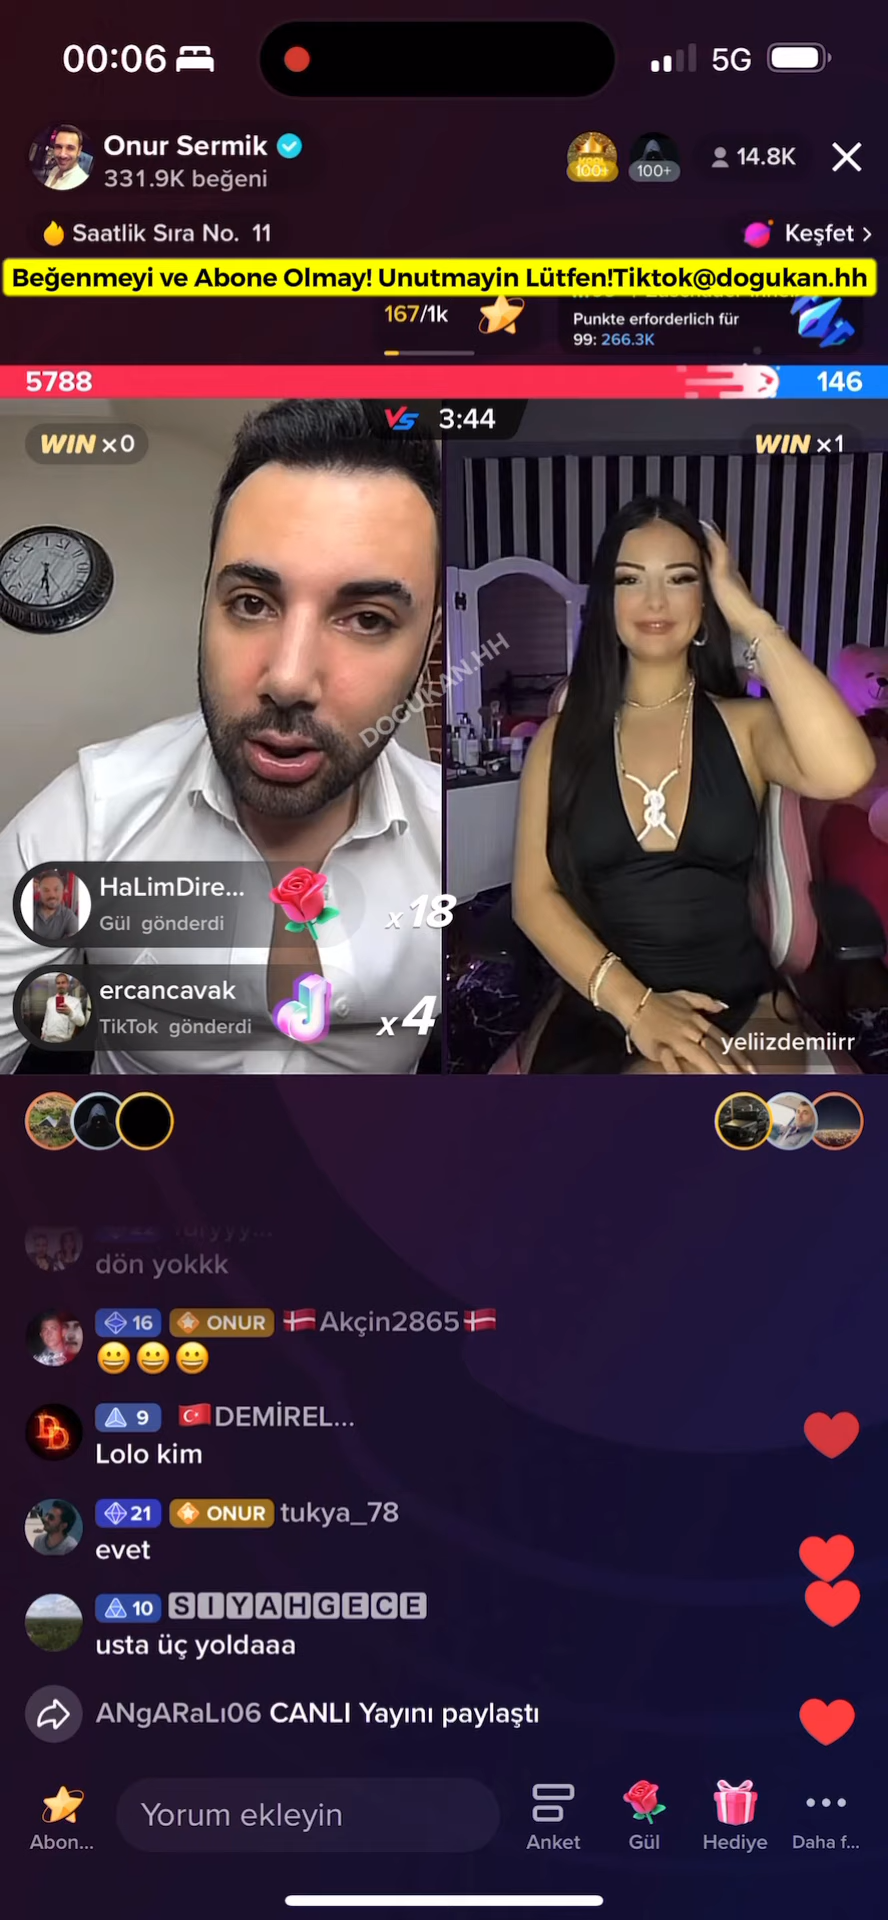 00:06
5G
Onur Sermik
331.9K beğeni
100+
100+
14.8K
Saatlik Sıra No. 11
Keşfet >
Beğenmeyi ve Abone Olmay! Unutmayin Lütfen!Tiktok@dogukan.hh
167/1k
Punkte erforderlich für
99: 266.3K
5788
146
VS 3:44
WIN x0
WIN x1
DOGUKAN.HH
HaLimDire...
Gül gönderdi
x18
ercancavak
TikTok gönderdi
x4
yeliizdemiirr
dön yokkk
16 ONUR Akçin2865
9 DEMİREL...
Lolo kim
21 ONUR tukya_78
evet
10 SIYAHGECE
usta üç yoldaaa
ANgARaLı06 CANLI Yayını paylaştı
Abon...
Yorum ekleyin
Anket
Gül
Hediye
Daha f...